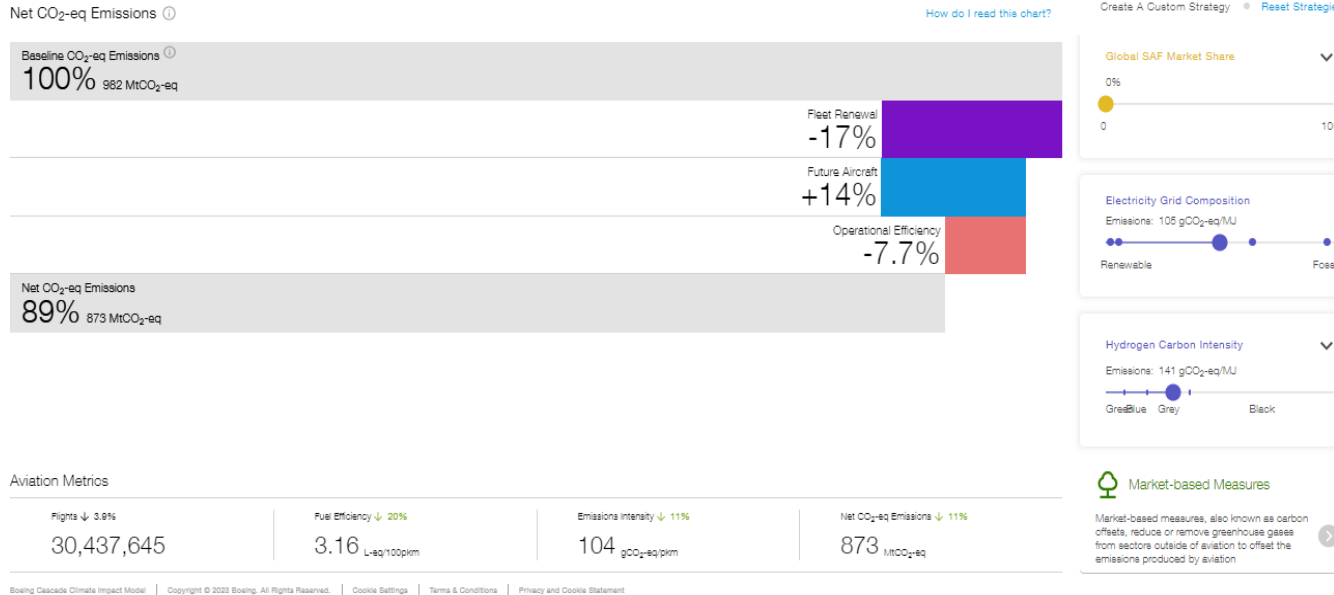 Net CO₂-eq Emissions ⓘ
How do I read this chart?
Create A Custom Strategy
Reset Strategie
Baseline CO₂-eq Emissions ⓘ
100% 982 MtCO₂-eq
Fleet Renewal
-17%
Future Aircraft
+14%
Operational Efficiency
-7.7%
Net CO₂-eq Emissions
89% 873 MtCO₂-eq
Global SAF Market Share
0%
0
10
Electricity Grid Composition
Emissions: 105 gCO₂-eq/MJ
Renewable
Foss
Hydrogen Carbon Intensity
Emissions: 141 gCO₂-eq/MJ
Grey
Black
Market-based Measures
Market-based measures, also known as carbon
offsets, reduce or remove greenhouse gases
from sectors outside of aviation to offset the
emissions produced by aviation
Aviation Metrics
Flights ↓ 3.9%
30,437,645
Fuel Efficiency ↓ 20%
3.16 L-eq/100pkm
Emissions Intensity ↓ 11%
104 gCO₂-eq/pkm
Net CO₂-eq Emissions ↓ 11%
873 MtCO₂-eq
Boeing Cascade Climate Impact Model | Copyright © 2023 Boeing. All Rights Reserved. | Cookie Settings | Terms & Conditions | Privacy and Cookie Statement